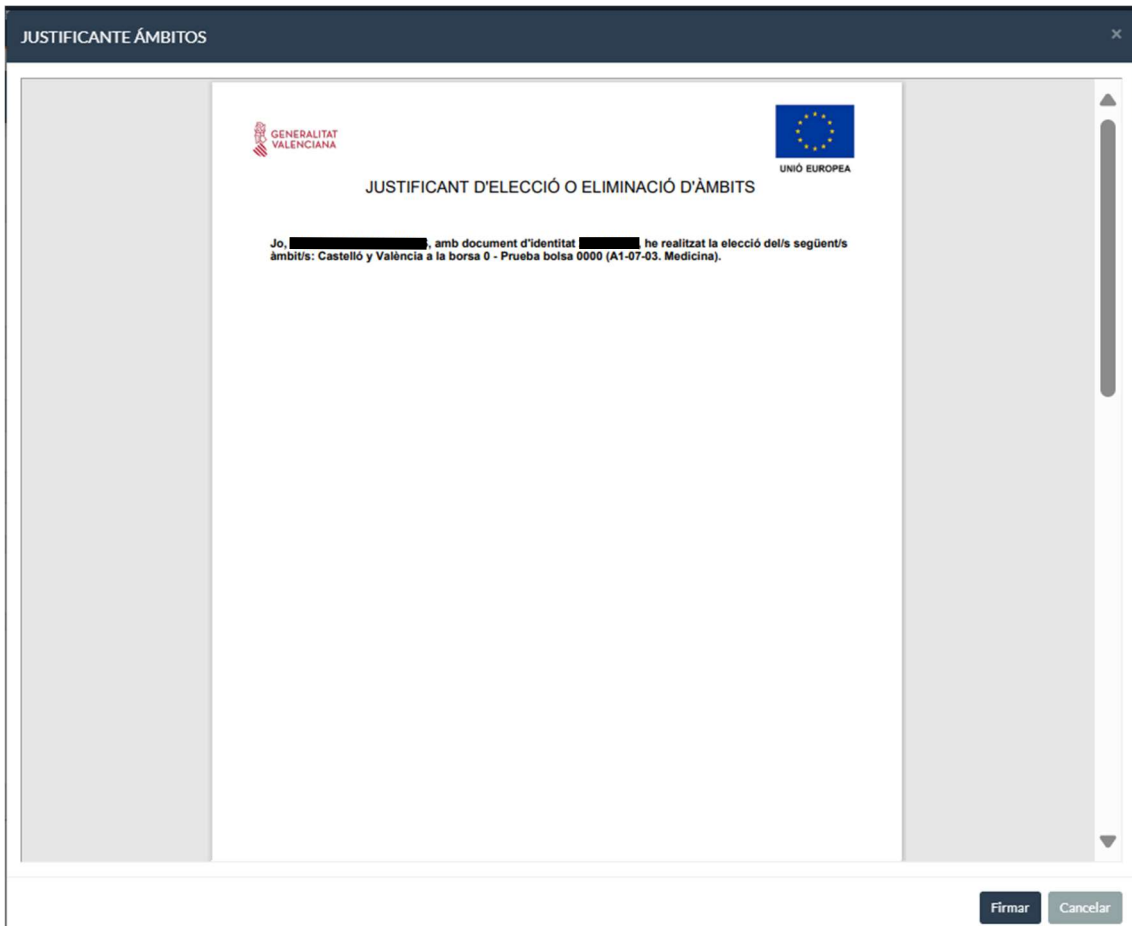 JUSTIFICANTE ÁMBITOS ×
GENERALITAT
VALENCIANA
UNIÓ EUROPEA
JUSTIFICANT D'ELECCIÓ O ELIMINACIÓ D'ÀMBITS
Jo, , amb document d'identitat , he realitzat la elecció del/s següent/s
àmbit/s: Castelló y València a la borsa 0 - Prueba bolsa 0000 (A1-07-03. Medicina).
Firmar Cancelar